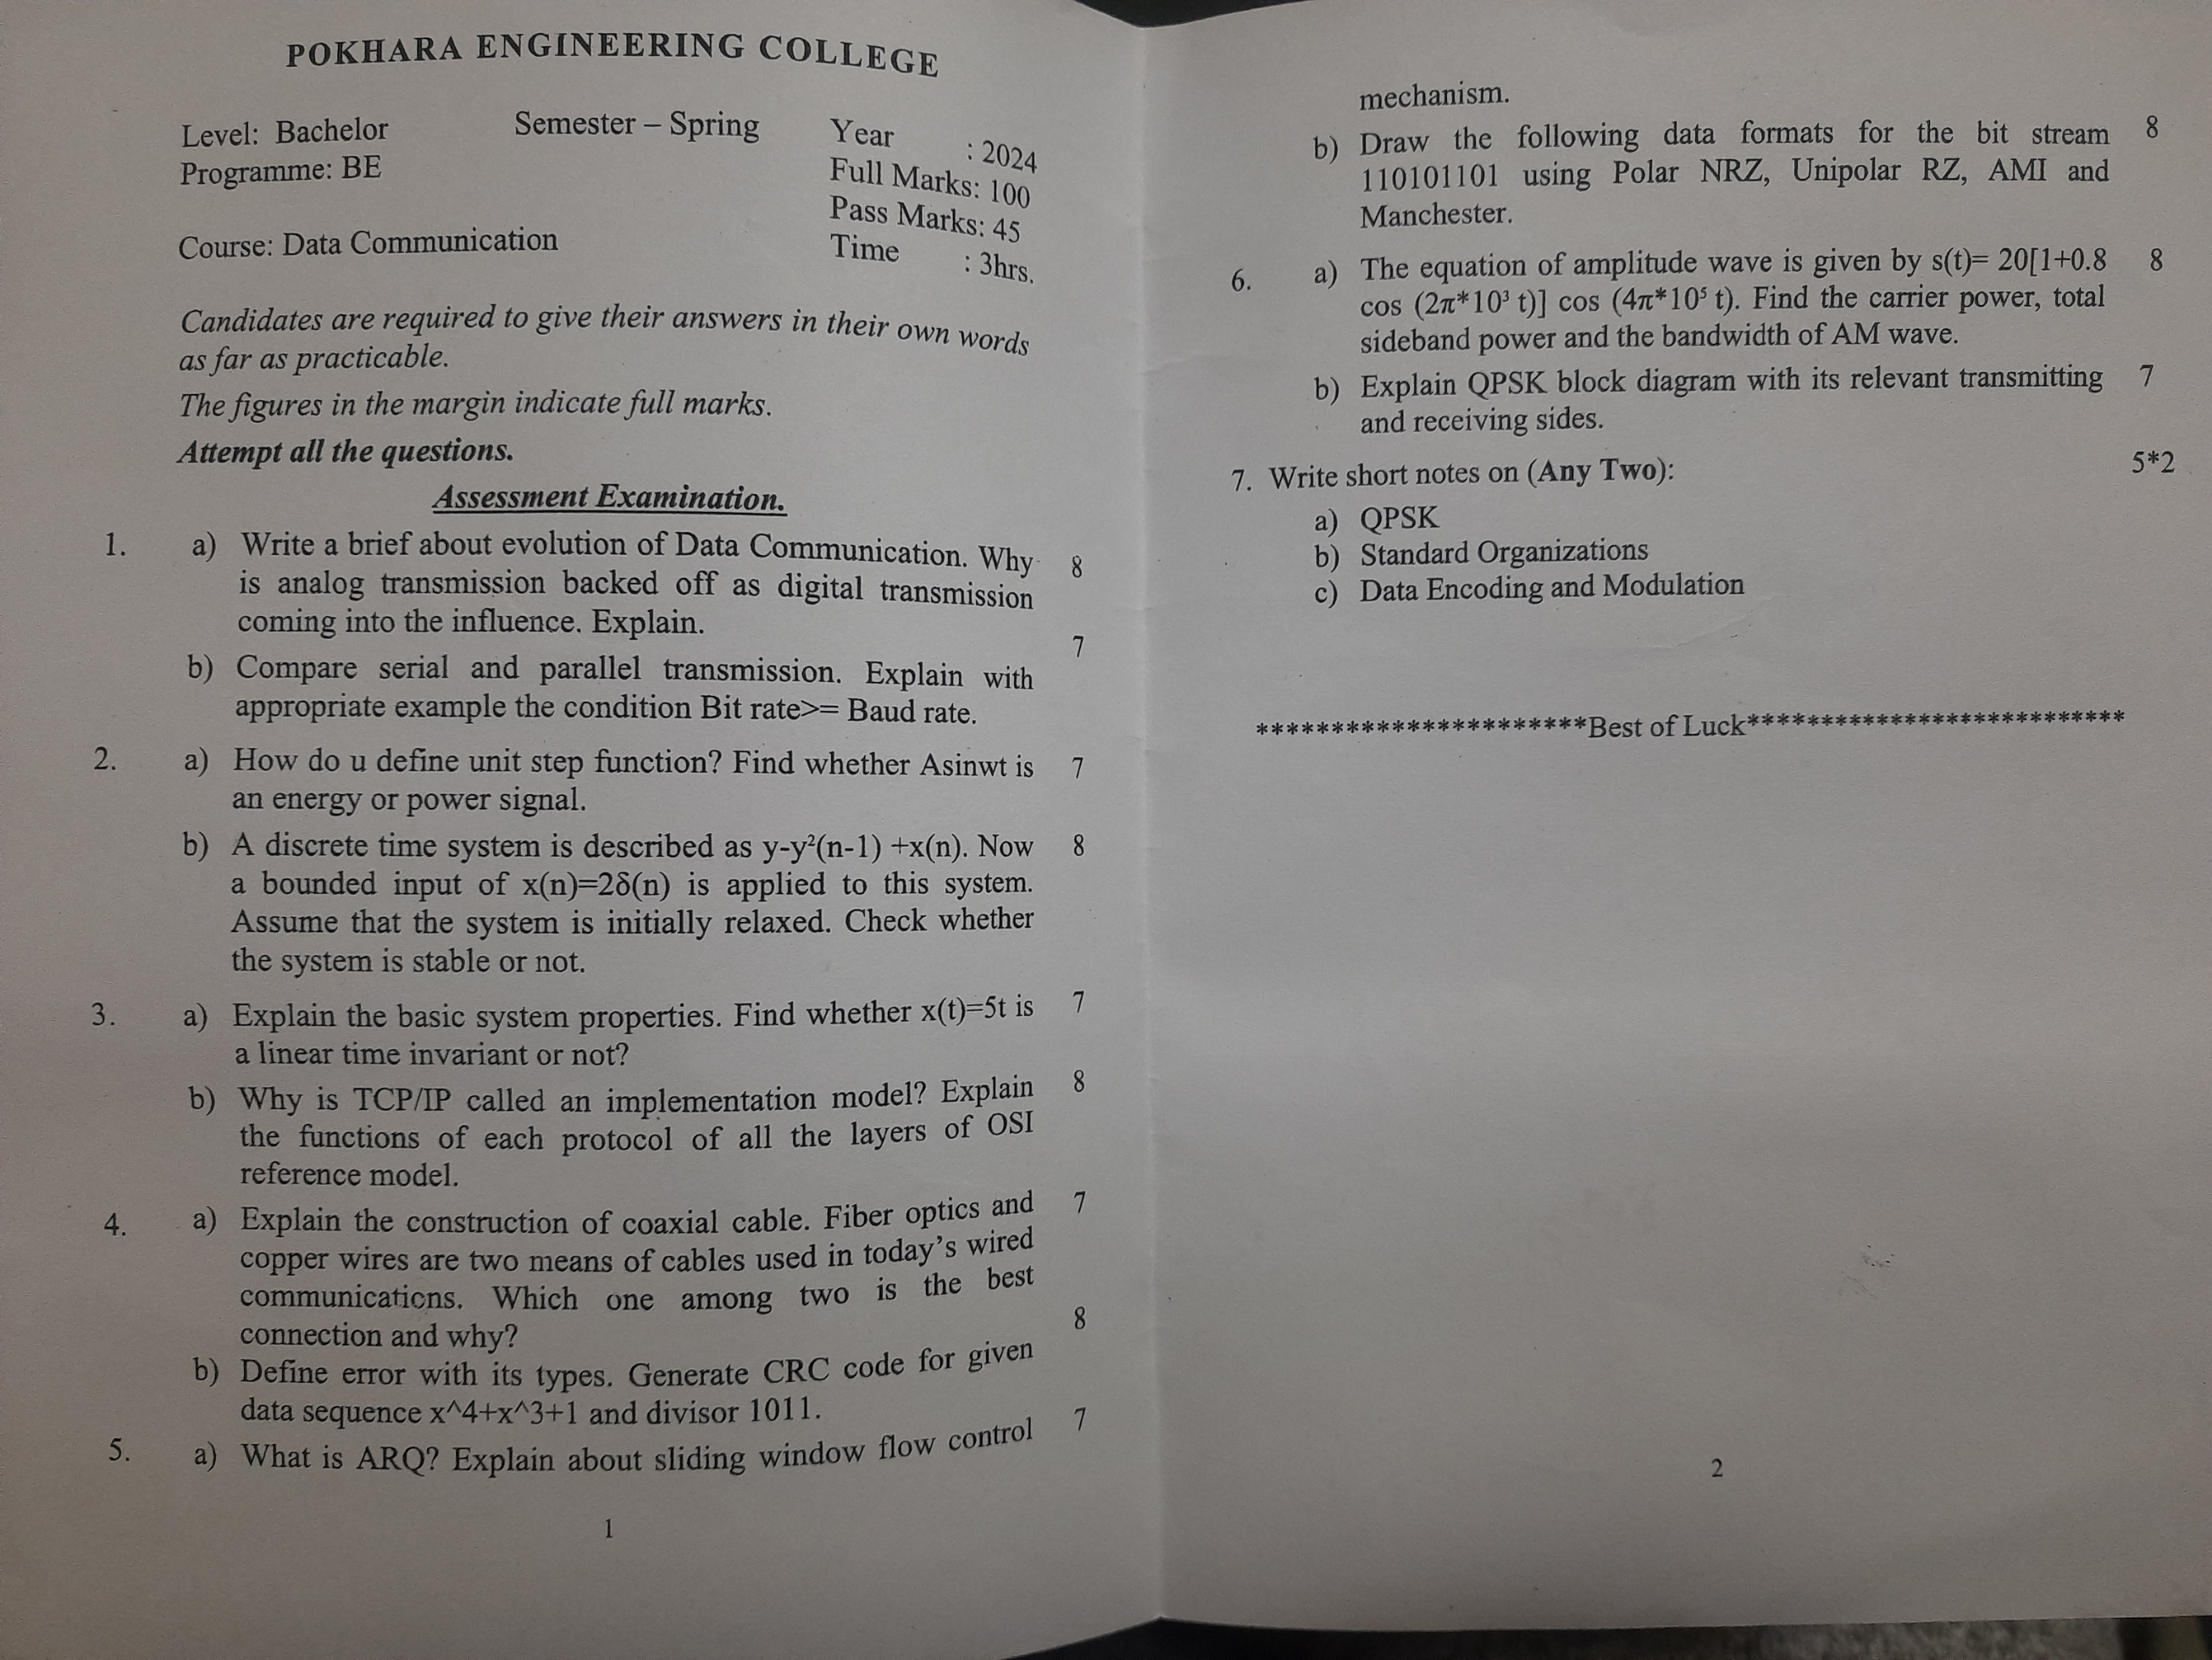 POKHARA ENGINEERING COLLEGE
Level: Bachelor Semester – Spring Year : 2024
Programme: BE Full Marks: 100
Pass Marks: 45
Course: Data Communication Time : 3hrs.
Candidates are required to give their answers in their own words
as far as practicable.
The figures in the margin indicate full marks.
Attempt all the questions.
Assessment Examination.
1. a) Write a brief about evolution of Data Communication. Why 8
is analog transmission backed off as digital transmission
coming into the influence. Explain.
7
b) Compare serial and parallel transmission. Explain with
appropriate example the condition Bit rate>= Baud rate.
2. a) How do u define unit step function? Find whether Asinwt is 7
an energy or power signal.
b) A discrete time system is described as y-y²(n-1) +x(n). Now 8
a bounded input of x(n)=2δ(n) is applied to this system.
Assume that the system is initially relaxed. Check whether
the system is stable or not.
3. a) Explain the basic system properties. Find whether x(t)=5t is 7
a linear time invariant or not?
b) Why is TCP/IP called an implementation model? Explain 8
the functions of each protocol of all the layers of OSI
reference model.
4. a) Explain the construction of coaxial cable. Fiber optics and 7
copper wires are two means of cables used in today's wired
communications. Which one among two is the best
connection and why?
8
b) Define error with its types. Generate CRC code for given
data sequence x^4+x^3+1 and divisor 1011.
5. a) What is ARQ? Explain about sliding window flow control 7
1
mechanism.
b) Draw the following data formats for the bit stream 8
110101101 using Polar NRZ, Unipolar RZ, AMI and
Manchester.
6. a) The equation of amplitude wave is given by s(t)= 20[1+0.8 8
cos (2π*10³ t)] cos (4π*10⁵ t). Find the carrier power, total
sideband power and the bandwidth of AM wave.
b) Explain QPSK block diagram with its relevant transmitting 7
and receiving sides.
7. Write short notes on (Any Two): 5*2
a) QPSK
b) Standard Organizations
c) Data Encoding and Modulation
**********************Best of Luck*************************
2